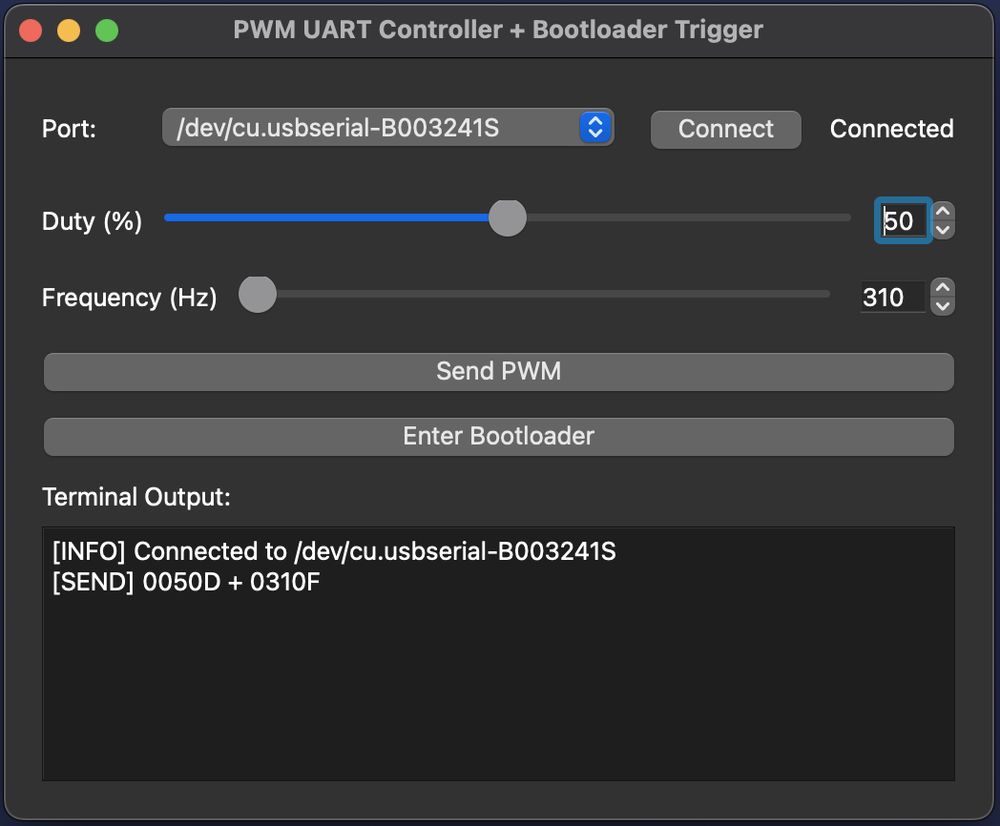 PWM UART Controller + Bootloader Trigger
Port: /dev/cu.usbserial-B003241S Connect Connected
Duty (%) 50
Frequency (Hz) 310
Send PWM
Enter Bootloader
Terminal Output:
[INFO] Connected to /dev/cu.usbserial-B003241S
[SEND] 0050D + 0310F